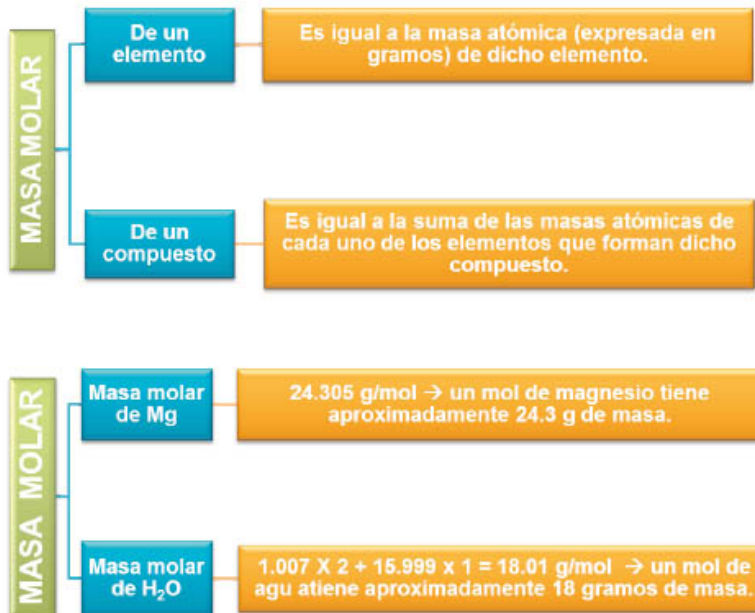 MASA MOLAR
De un
elemento
Es igual a la masa atómica (expresada en
gramos) de dicho elemento.
De un
compuesto
Es igual a la suma de las masas atómicas de
cada uno de los elementos que forman dicho
compuesto.
MASA MOLAR
Masa molar
de Mg
24.305 g/mol → un mol de magnesio tiene
aproximadamente 24.3 g de masa.
Masa molar
de H₂O
1.007 X 2 + 15.999 x 1 = 18.01 g/mol → un mol de
agu atiene aproximadamente 18 gramos de masa.